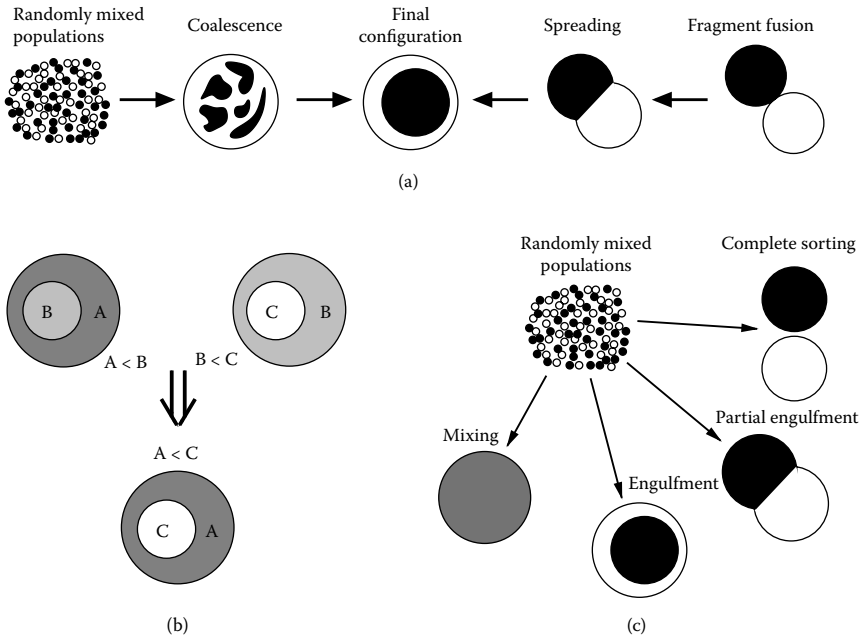 Randomly mixed
populations
Coalescence
Final
configuration
Spreading
Fragment fusion
(a)
B
A
A < B
C
B
B < C
A < C
C
A
(b)
Randomly mixed
populations
Complete sorting
Partial engulfment
Mixing
Engulfment
(c)